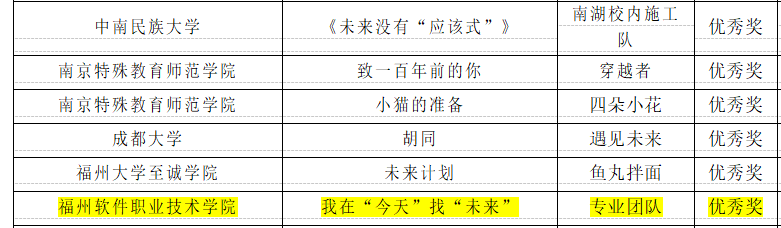 中南民族大学 《未来没有“应该式”》 南湖校内施工队 优秀奖
南京特殊教育师范学院 致一百年前的你 穿越者 优秀奖
南京特殊教育师范学院 小猫的准备 四朵小花 优秀奖
成都大学 胡同 遇见未来 优秀奖
福州大学至诚学院 未来计划 鱼丸拌面 优秀奖
福州软件职业技术学院 我在“今天”找“未来” 专业团队 优秀奖